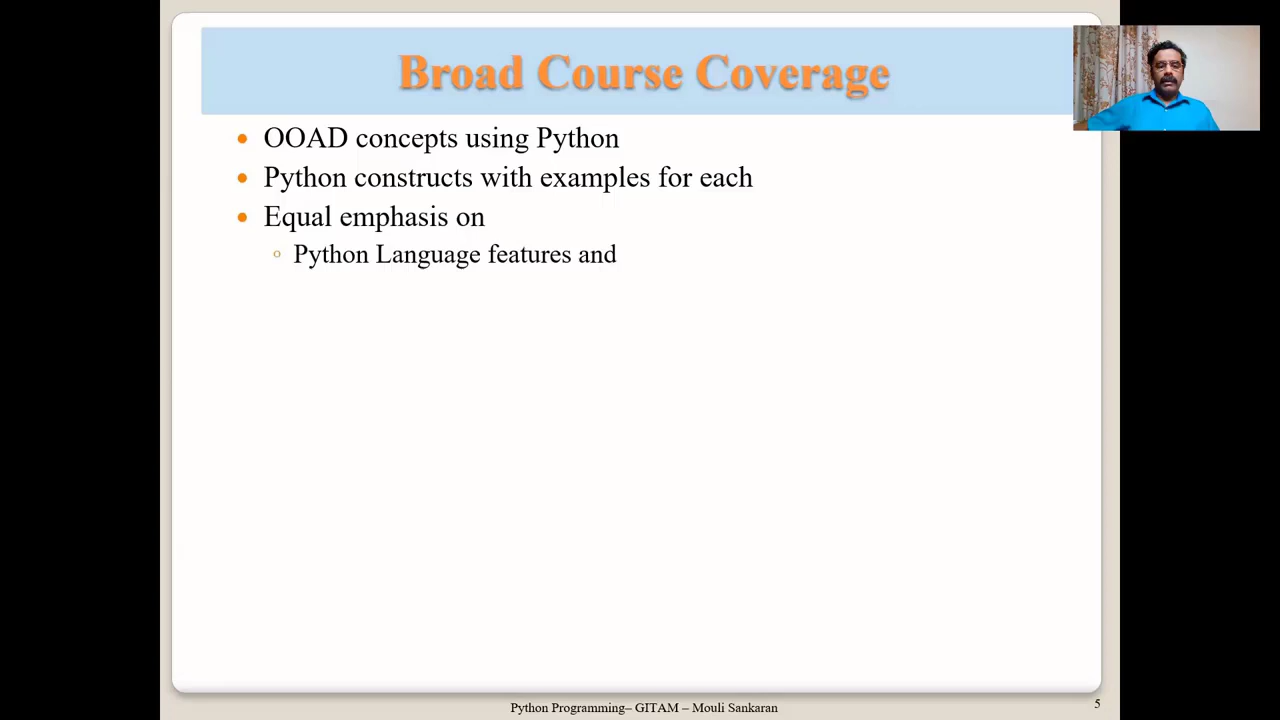 Broad Course Coverage
OOAD concepts using Python
Python constructs with examples for each
Equal emphasis on
Python Language features and
Python Programming– GITAM – Mouli Sankaran
5